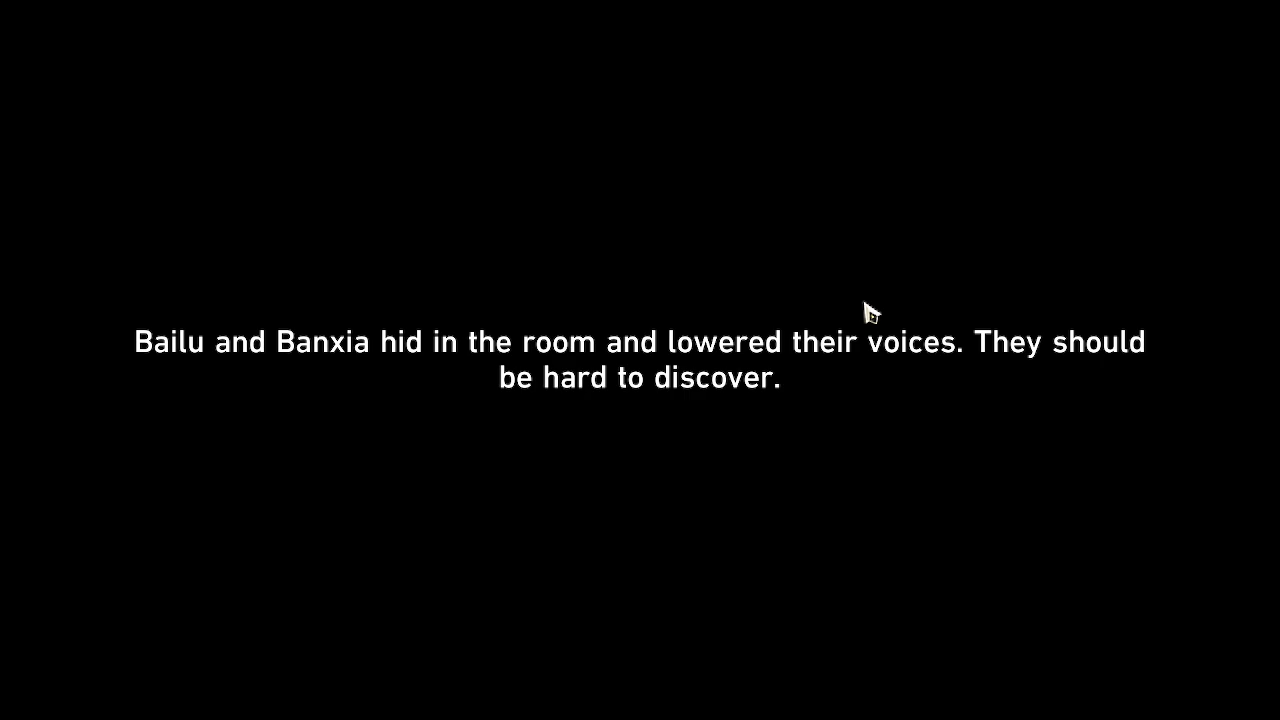 Bailu and Banxia hid in the room and lowered their voices. They should
be hard to discover.